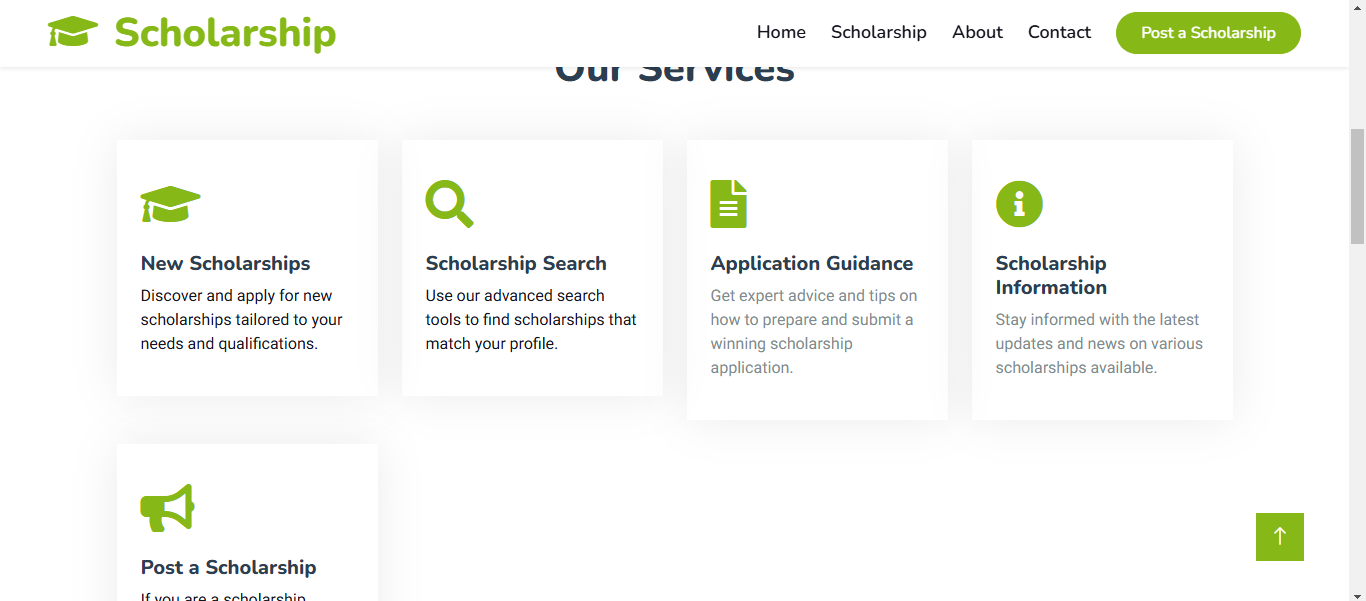 Scholarship
Home
Scholarship
About
Contact
Post a Scholarship
Our Services
New Scholarships
Discover and apply for new
scholarships tailored to your
needs and qualifications.
Scholarship Search
Use our advanced search
tools to find scholarships that
match your profile.
Application Guidance
Get expert advice and tips on
how to prepare and submit a
winning scholarship
application.
Scholarship
Information
Stay informed with the latest
updates and news on various
scholarships available.
Post a Scholarship
If you are a scholarship